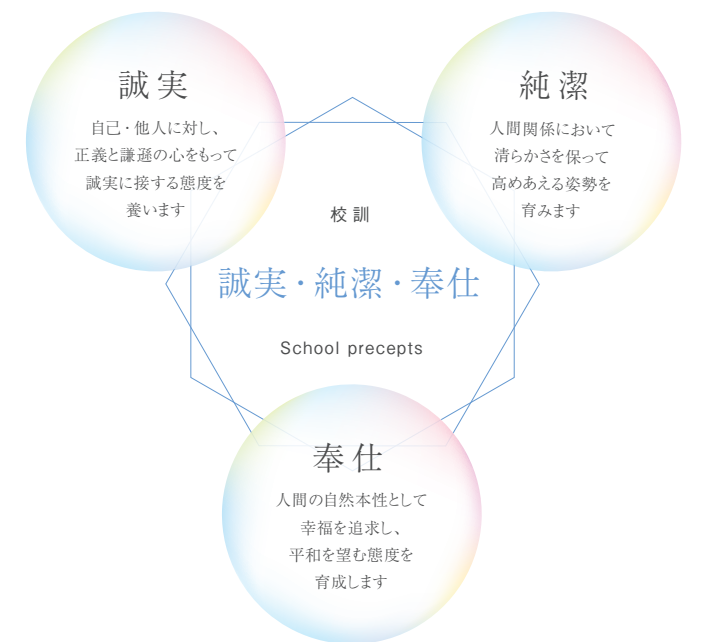 誠実
自己・他人に対し、
正義と謙遜の心をもって
誠実に接する態度を
養います
純潔
人間関係において
清らかさを保って
高めあえる姿勢を
育みます
校訓
誠実・純潔・奉仕
School precepts
奉仕
人間の自然本性として
幸福を追求し、
平和を望む態度を
育成します